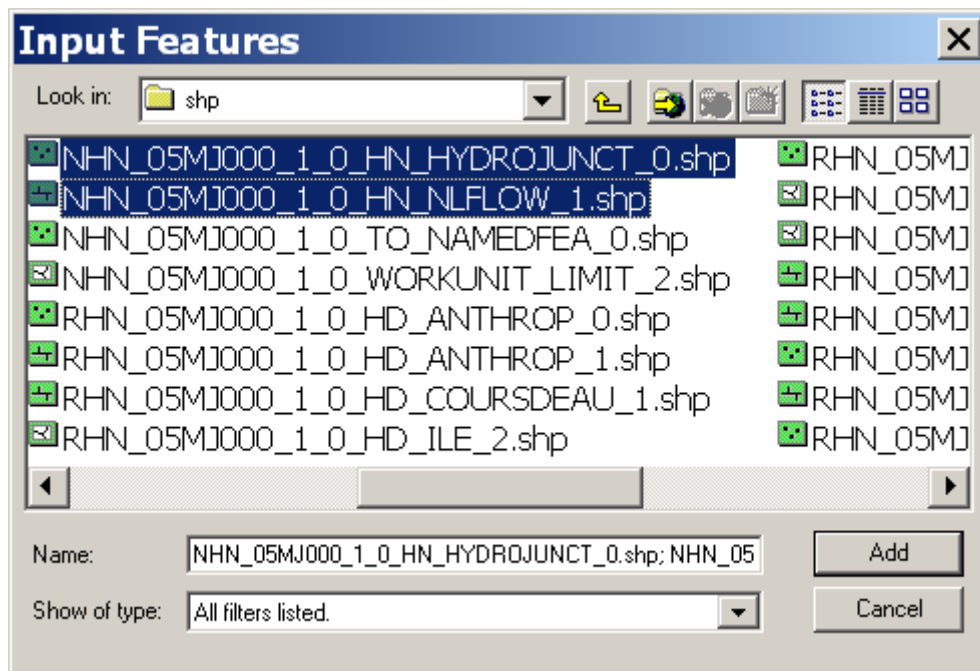 Input Features
Look in: shp
NHN_05MJ000_1_0_HN_HYDROJUNCT_0.shp
NHN_05MJ000_1_0_HN_NLFLOW_1.shp
NHN_05MJ000_1_0_TO_NAMEDFEA_0.shp
NHN_05MJ000_1_0_WORKUNIT_LIMIT_2.shp
RHN_05MJ000_1_0_HD_ANTHROP_0.shp
RHN_05MJ000_1_0_HD_ANTHROP_1.shp
RHN_05MJ000_1_0_HD_COURSDEAU_1.shp
RHN_05MJ000_1_0_HD_ILE_2.shp
RHN_05MJ
RHN_05MJ
RHN_05MJ
RHN_05MJ
RHN_05MJ
RHN_05MJ
RHN_05MJ
RHN_05MJ
Name: NHN_05MJ000_1_0_HN_HYDROJUNCT_0.shp; NHN_05 Add
Show of type: All filters listed. Cancel